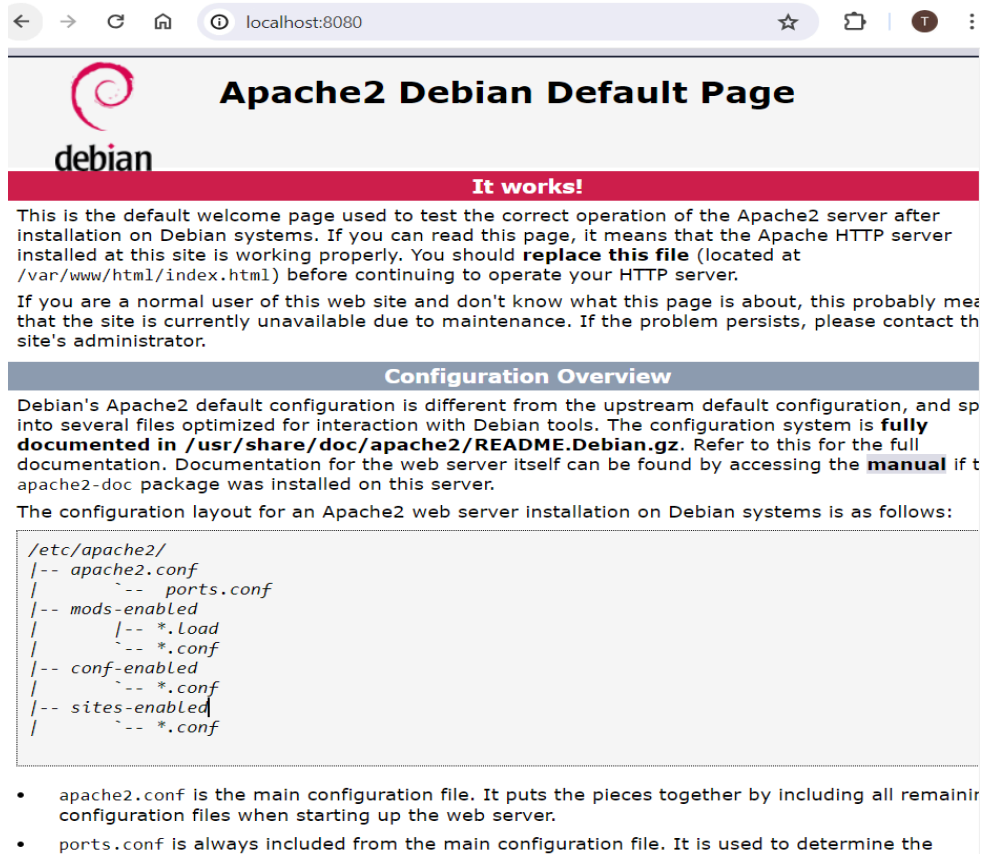 localhost:8080
T
debian
Apache2 Debian Default Page
It works!
This is the default welcome page used to test the correct operation of the Apache2 server after
installation on Debian systems. If you can read this page, it means that the Apache HTTP server
installed at this site is working properly. You should replace this file (located at
/var/www/html/index.html) before continuing to operate your HTTP server.
If you are a normal user of this web site and don't know what this page is about, this probably mea
that the site is currently unavailable due to maintenance. If the problem persists, please contact th
site's administrator.
Configuration Overview
Debian's Apache2 default configuration is different from the upstream default configuration, and sp
into several files optimized for interaction with Debian tools. The configuration system is fully
documented in /usr/share/doc/apache2/README.Debian.gz. Refer to this for the full
documentation. Documentation for the web server itself can be found by accessing the manual if t
apache2-doc package was installed on this server.
The configuration layout for an Apache2 web server installation on Debian systems is as follows:
/etc/apache2/
|-- apache2.conf
|       `--  ports.conf
|-- mods-enabled
|       |-- *.load
|       `-- *.conf
|-- conf-enabled
|       `-- *.conf
|-- sites-enabled
|       `-- *.conf
• apache2.conf is the main configuration file. It puts the pieces together by including all remainin
configuration files when starting up the web server.
• ports.conf is always included from the main configuration file. It is used to determine the